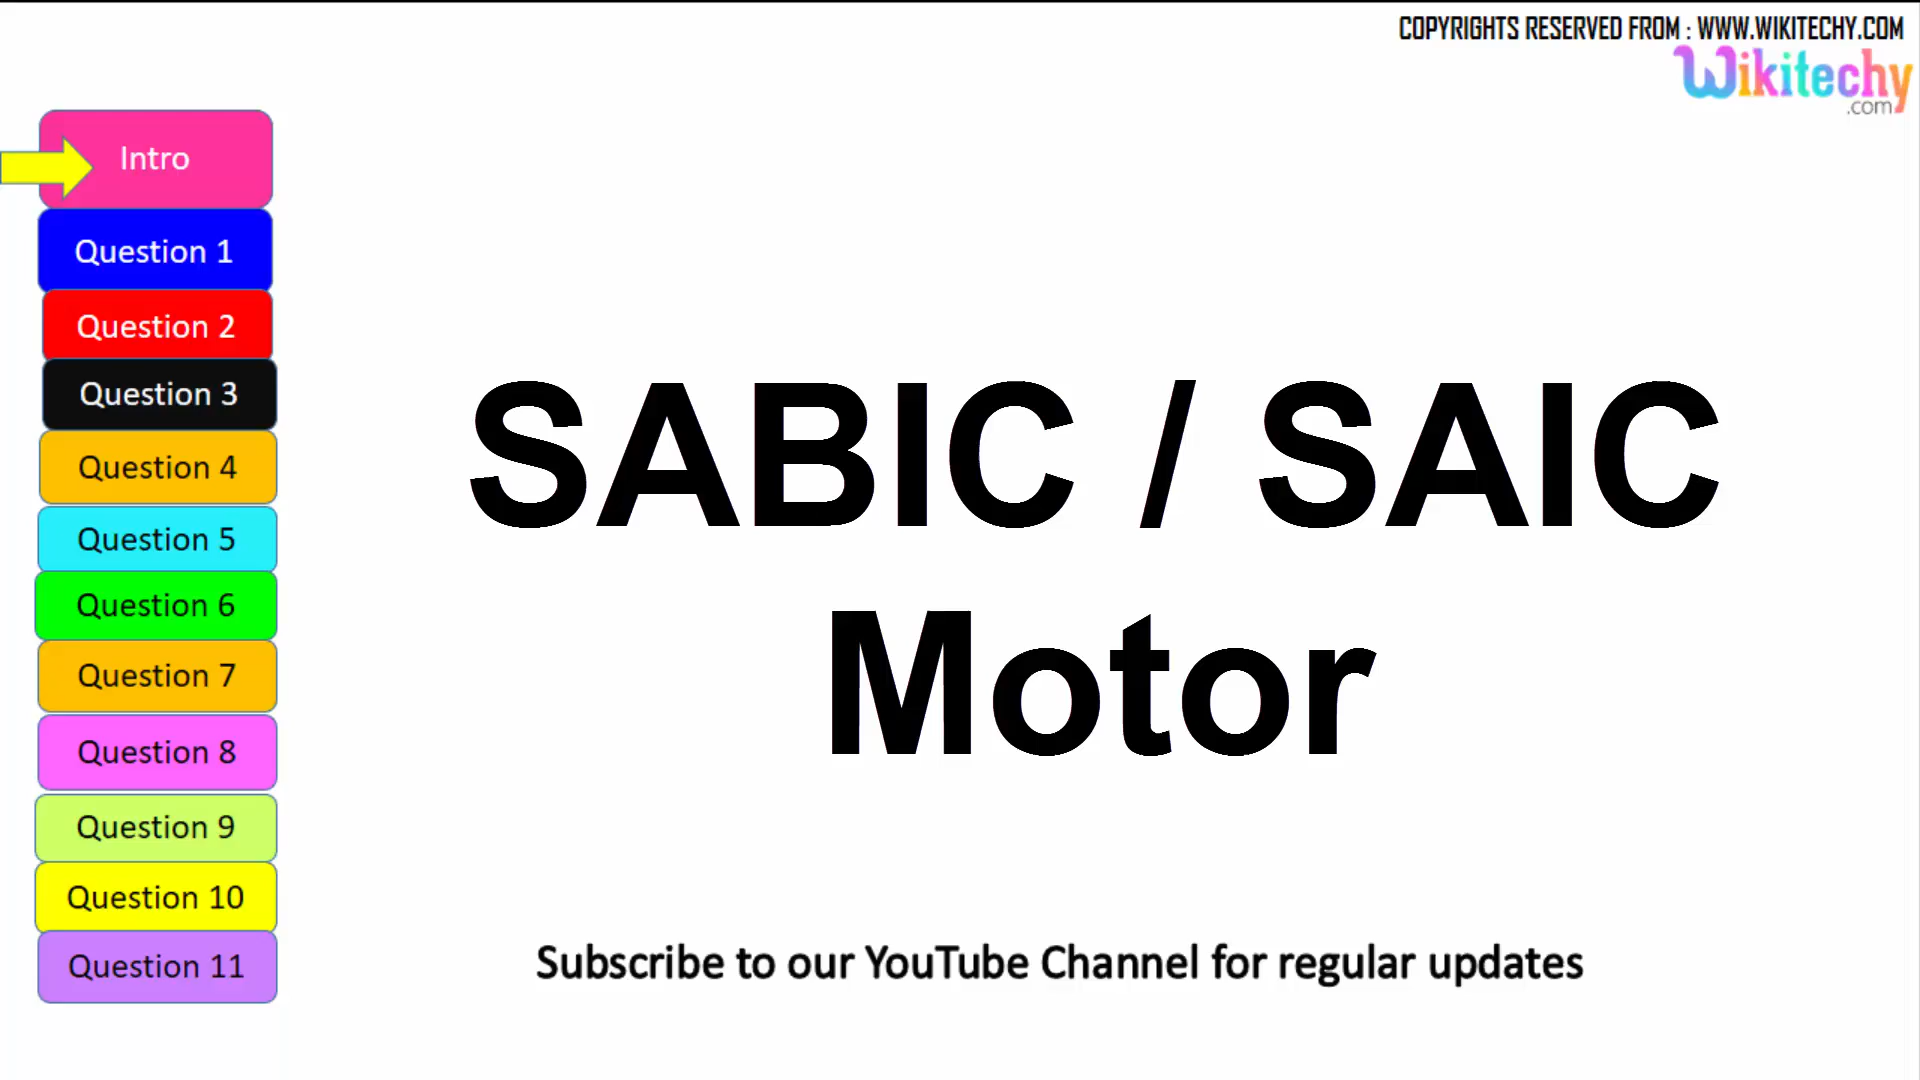 COPYRIGHTS RESERVED FROM : WWW.WIKITECHY.COM
Wikitechy
.com
Intro
Question 1
Question 2
Question 3
Question 4
Question 5
Question 6
Question 7
Question 8
Question 9
Question 10
Question 11
SABIC / SAIC
Motor
Subscribe to our YouTube Channel for regular updates